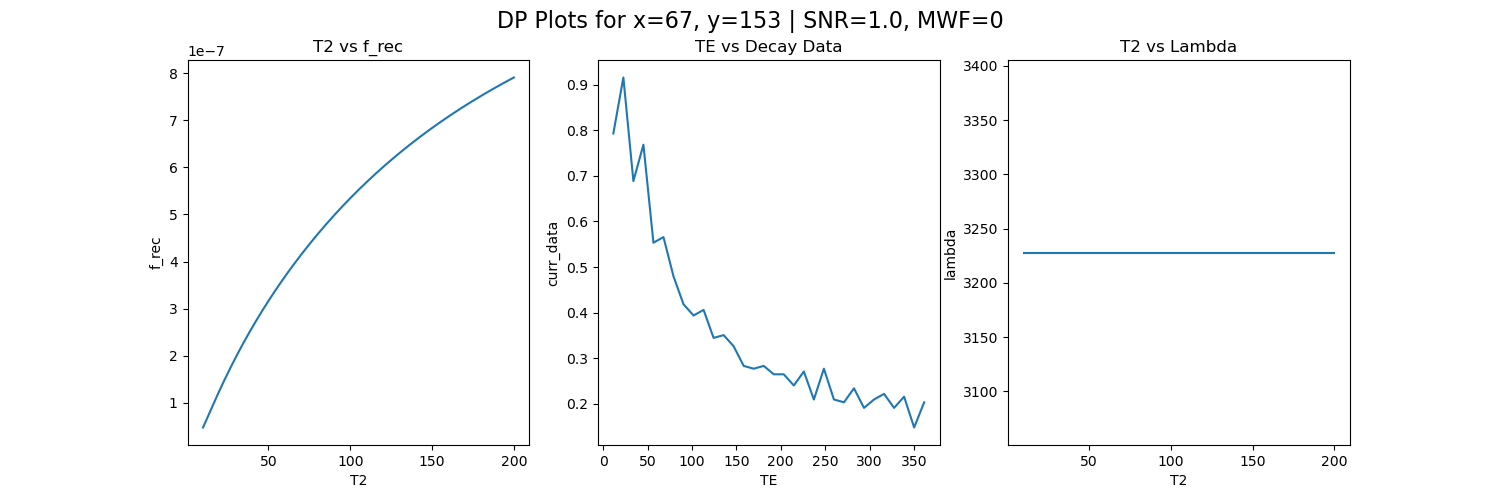 DP Plots for x=67, y=153 | SNR=1.0, MWF=0
T2 vs f_rec
1e−7
8
7
6
5
4
3
2
1
f_rec
50 100 150 200
T2
TE vs Decay Data
0.9
0.8
0.7
0.6
0.5
0.4
0.3
0.2
curr_data
0 50 100 150 200 250 300 350
TE
T2 vs Lambda
3400
3350
3300
3250
3200
3150
3100
lambda
50 100 150 200
T2